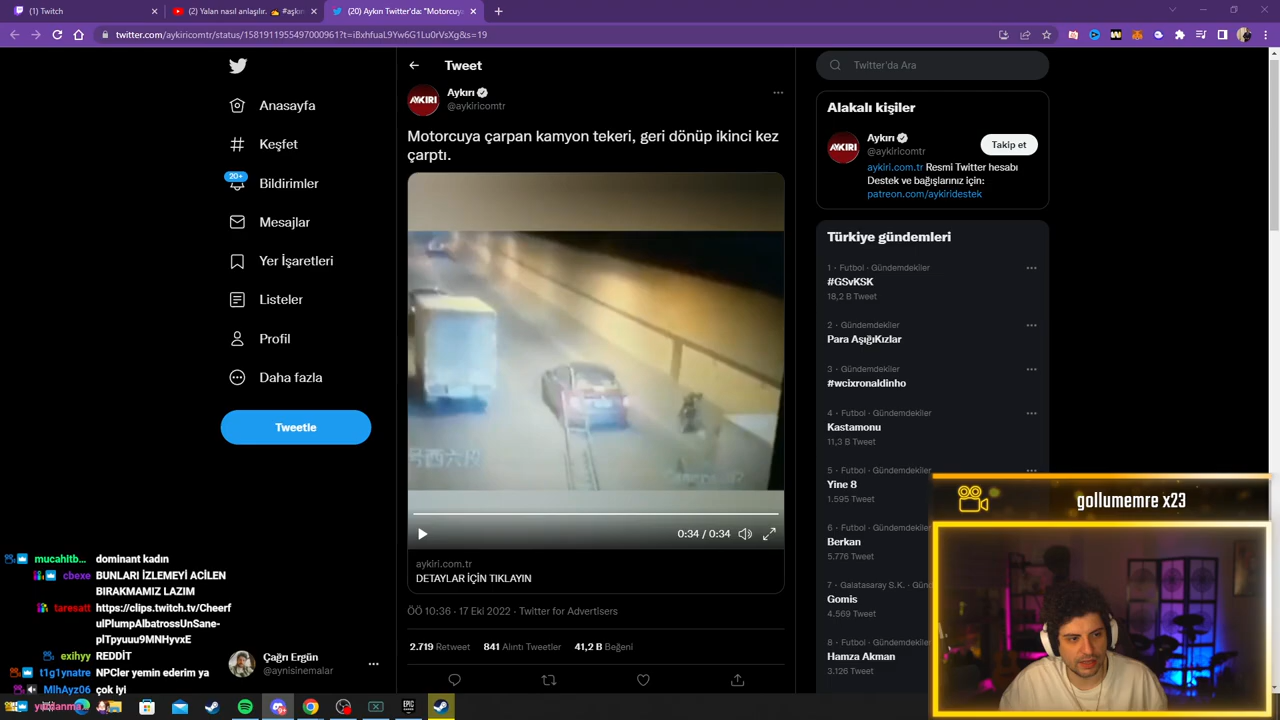 (1) Twitch
(2) Yalan nasıl anlaşılır. ✍ #aşkın
(20) Aykırı Twitter'da: "Motorcuya
twitter.com/aykiricomtr/status/1581911955497000961?t=iBxhfuaL9Yw6G1Lu0rVsXg&s=19
Anasayfa
Keşfet
20+
Bildirimler
Mesajlar
Yer İşaretleri
Listeler
Profil
Daha fazla
Tweetle
Çağrı Ergün
@aynisinemalar
Tweet
AYKIRI
Aykırı
@aykiricomtr
Motorcuya çarpan kamyon tekeri, geri dönüp ikinci kez
çarptı.
0:34 / 0:34
aykiri.com.tr
DETAYLAR İÇİN TIKLAYIN
ÖÖ 10:36 · 17 Eki 2022 · Twitter for Advertisers
2.719 Retweet 841 Alıntı Tweetler 41,2 B Beğeni
Twitter'da Ara
Alakalı kişiler
AYKIRI
Aykırı
@aykiricomtr
Takip et
aykiri.com.tr Resmi Twitter hesabı
Destek ve bağışlarınız için:
patreon.com/aykiridestek
Türkiye gündemleri
1 · Futbol · Gündemdekiler
#GSvKSK
18,2 B Tweet
2 · Gündemdekiler
Para AşığıKızlar
3 · Gündemdekiler
#wcixronaldinho
4 · Futbol · Gündemdekiler
Kastamonu
11,3 B Tweet
5 · Futbol · Gündemdekiler
Yine 8
1.595 Tweet
6 · Futbol · Gündemdekiler
Berkan
5.776 Tweet
7 · Galatasaray S.K. ·
Gomis
4.569 Tweet
8 · Futbol · Gündemdekiler
Hamza Akman
3.126 Tweet
gollumemre x23
mucahitb... dominant kadın
cbexe BUNLARI İZLEMEYİ ACİLEN
BIRAKMAMIZ LAZIM
taresatt https://clips.twitch.tv/Cheerf
ulPlumpAlbatrossUnSane-
plTpyuuu9MNHyvxE
exihyy REDDİT
t1g1ynatre NPCler yemin ederim ya
MlhAyz06 çok iyi
EPIC